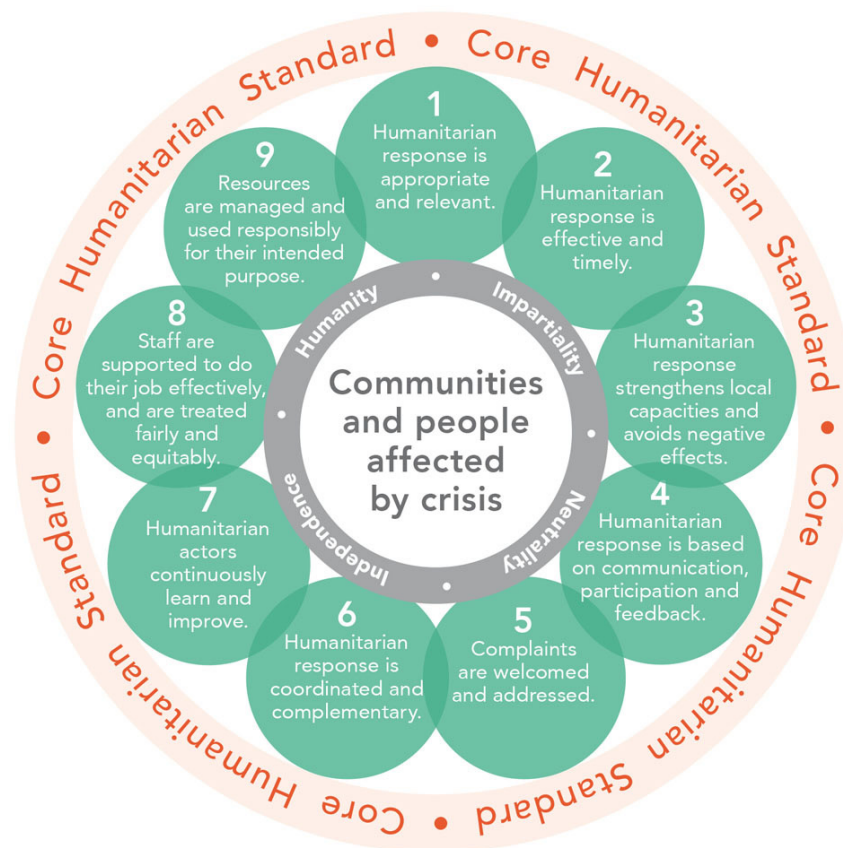 Core Humanitarian Standard • Core Humanitarian Standard • Core Humanitarian Standard • Core Humanitarian Standard •
1
Humanitarian
response is
appropriate
and relevant.
2
Humanitarian
response is
effective and
timely.
3
Humanitarian
response
strengthens local
capacities and
avoids negative
effects.
4
Humanitarian
response is based
on communication,
participation and
feedback.
5
Complaints
are welcomed
and addressed.
6
Humanitarian
response is
coordinated and
complementary.
7
Humanitarian
actors
continuously
learn and
improve.
8
Staff are
supported to do
their job effectively,
and are treated
fairly and
equitably.
9
Resources
are managed and
used responsibly
for their intended
purpose.
Humanity • Impartiality • Neutrality • Independence •
Communities
and people
affected
by crisis